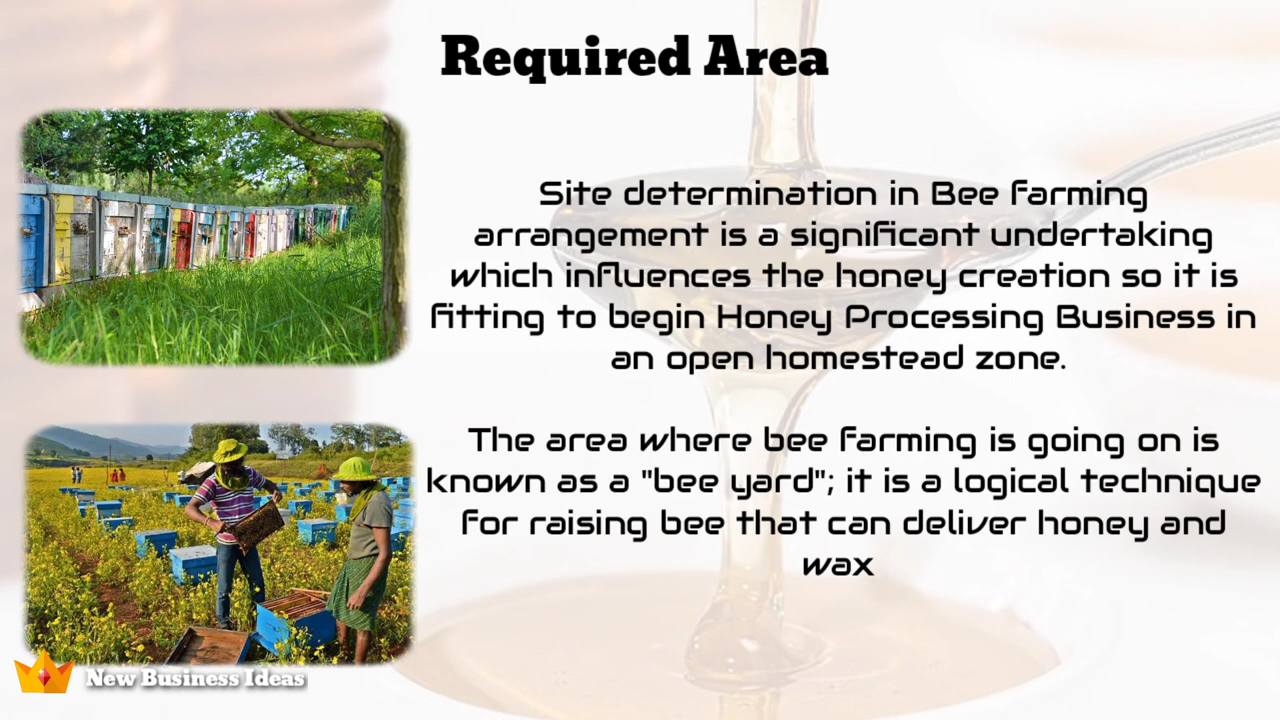 Required Area
Site determination in Bee farming
arrangement is a significant undertaking
which influences the honey creation so it is
fitting to begin Honey Processing Business in
an open homestead zone.
The area where bee farming is going on is
known as a "bee yard"; it is a logical technique
for raising bee that can deliver honey and
wax
New Business Ideas